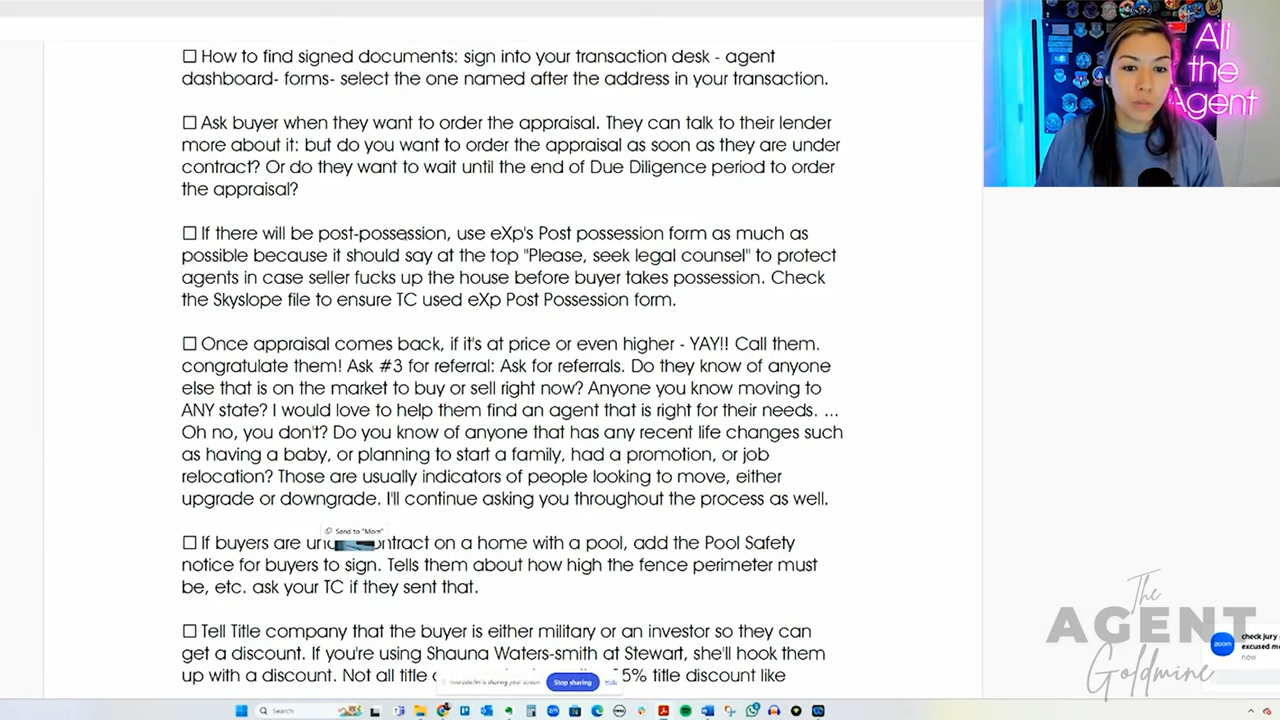 ☐ How to find signed documents: sign into your transaction desk - agent
dashboard- forms- select the one named after the address in your transaction.
☐ Ask buyer when they want to order the appraisal. They can talk to their lender
more about it: but do you want to order the appraisal as soon as they are under
contract? Or do they want to wait until the end of Due Diligence period to order
the appraisal?
☐ If there will be post-possession, use eXp's Post possession form as much as
possible because it should say at the top "Please, seek legal counsel" to protect
agents in case seller fucks up the house before buyer takes possession. Check
the Skyslope file to ensure TC used eXp Post Possession form.
☐ Once appraisal comes back, if it's at price or even higher - YAY!! Call them.
congratulate them! Ask #3 for referral: Ask for referrals. Do they know of anyone
else that is on the market to buy or sell right now? Anyone you know moving to
ANY state? I would love to help them find an agent that is right for their needs. ...
Oh no, you don't? Do you know of anyone that has any recent life changes such
as having a baby, or planning to start a family, had a promotion, or job
relocation? Those are usually indicators of people looking to move, either
upgrade or downgrade. I'll continue asking you throughout the process as well.
Send to "Mom"
☐ If buyers are und ontract on a home with a pool, add the Pool Safety
notice for buyers to sign. Tells them about how high the fence perimeter must
be, etc. ask your TC if they sent that.
☐ Tell Title company that the buyer is either military or an investor so they can
get a discount. If you're using Shauna Waters-smith at Stewart, she'll hook them
up with a discount. Not all title 5% title discount like
is sharing your screen.
Stop sharing
Hide
Search
Ali
the
Agent
The
AGENT
Goldmine
zoom
check jury
excused me
now